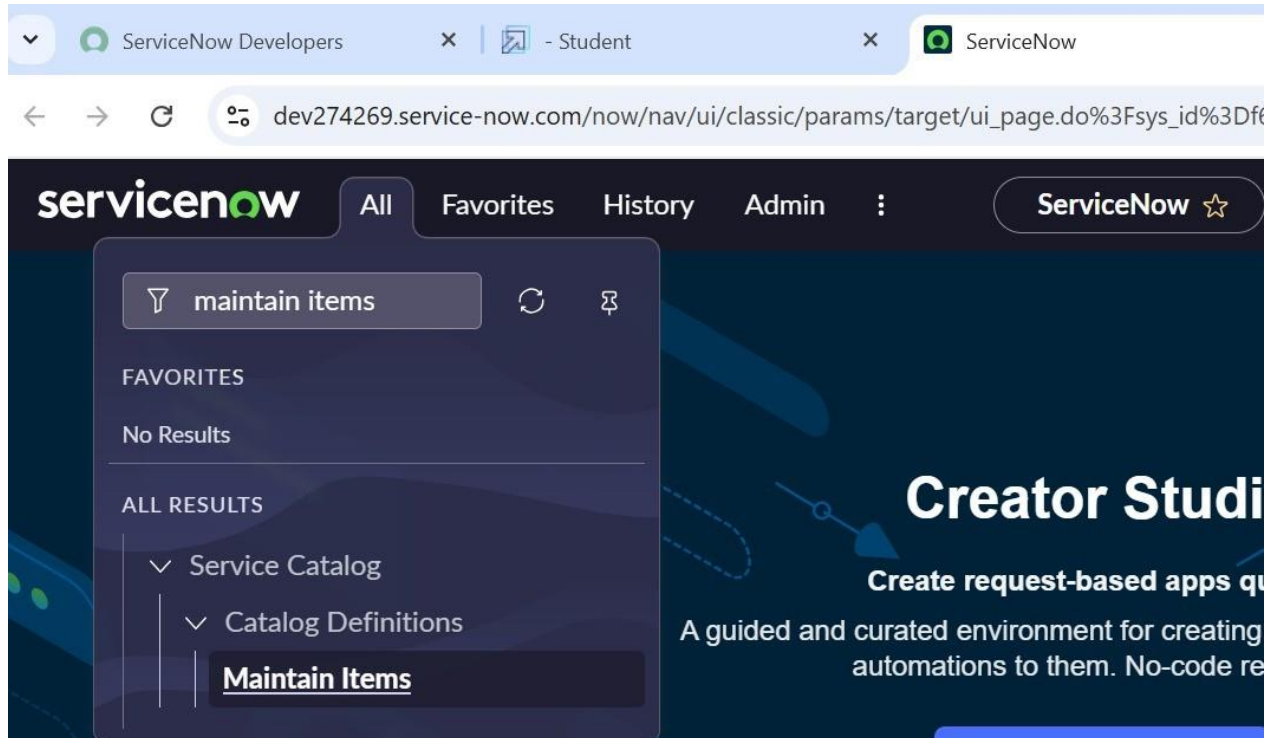 ServiceNow Developers - Student ServiceNow
dev274269.service-now.com/now/nav/ui/classic/params/target/ui_page.do%3Fsys_id%3Df6
servicenow All Favorites History Admin ServiceNow
maintain items
FAVORITES
No Results
ALL RESULTS
Service Catalog
Catalog Definitions
Maintain Items
Creator Studi
Create request-based apps qu
A guided and curated environment for creating
automations to them. No-code re